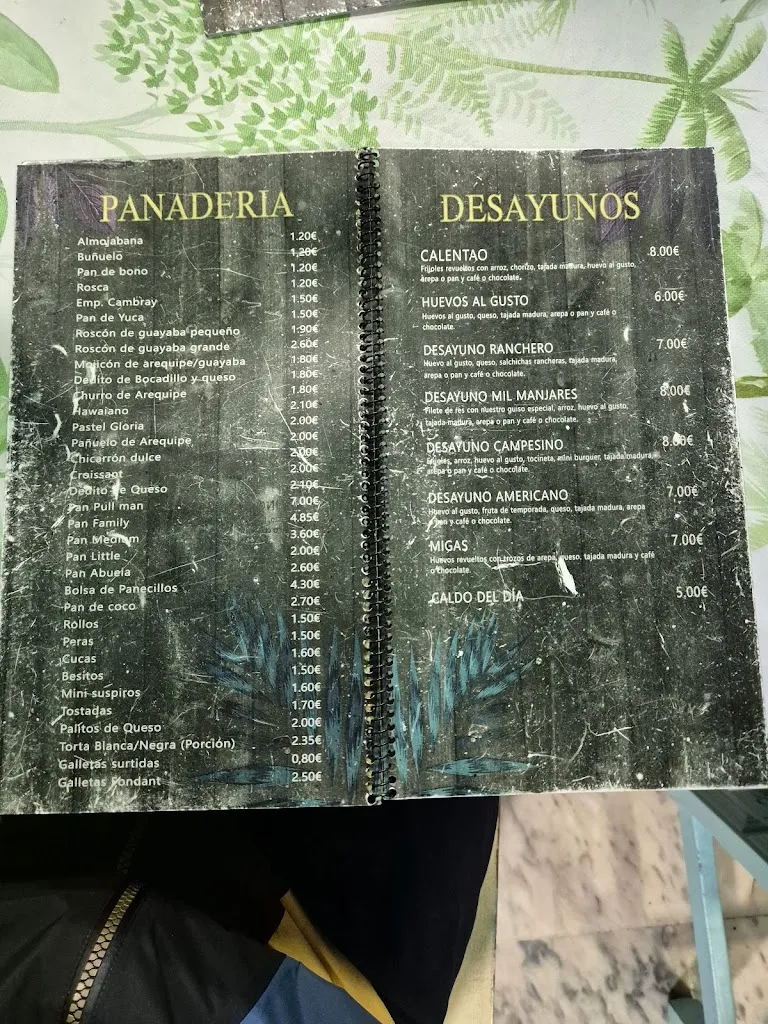 PANADERIA
Almojabana 1.20€
Buñuelo 1.20€
Pan de bono 1.20€
Rosca 1.20€
Emp. Cambray 1.50€
Pan de Yuca 1.50€
Roscón de guayaba pequeño 1.90€
Roscón de guayaba grande 2.60€
Mojicón de arequipe/guayaba 1.80€
Dedito de Bocadillo y queso 1.80€
Churro de Arequipe 1.80€
Hawaiano 2.10€
Pastel Gloria 2.00€
Pañuelo de Arequipe 2.00€
Chicarrón dulce 2.00€
Croissant 2.00€
Dedito de Queso 2.10€
Pan Pull man 7.00€
Pan Family 4.85€
Pan Medium 3.60€
Pan Little 2.00€
Pan Abuela 2.60€
Bolsa de Panecillos 4.30€
Pan de coco 2.70€
Rollos 1.50€
Peras 1.50€
Cucas 1.60€
Besitos 1.50€
Mini suspiros 1.60€
Tostadas 1.70€
Palitos de Queso 2.00€
Torta Blanca/Negra (Porción) 2.35€
Galletas surtidas 0,80€
Galletas Fondant 2.50€
DESAYUNOS
CALENTAO 8.00€
Frijoles revueltos con arroz, chorizo, tajada madura, huevo al gusto,
arepa o pan y café o chocolate.
HUEVOS AL GUSTO 6.00€
Huevos al gusto, queso, tajada madura, arepa o pan y café o
chocolate.
DESAYUNO RANCHERO 7.00€
Huevo al gusto, queso, salchichas rancheras, tajada madura,
arepa o pan y café o chocolate.
DESAYUNO MIL MANJARES 8.00€
Filete de res con nuestro guiso especial, arroz, huevo al gusto,
tajada madura, arepa o pan y café o chocolate.
DESAYUNO CAMPESINO 8.00€
Frijoles, arroz, huevo al gusto, tocineta, mini burguer, tajada madura,
arepa o pan y café o chocolate.
DESAYUNO AMERICANO 7.00€
Huevo al gusto, fruta de temporada, queso, tajada madura, arepa
o pan y café o chocolate.
MIGAS 7.00€
Huevos revueltos con trozos de arepa, queso, tajada madura y café
o chocolate.
CALDO DEL DÍA 5,00€